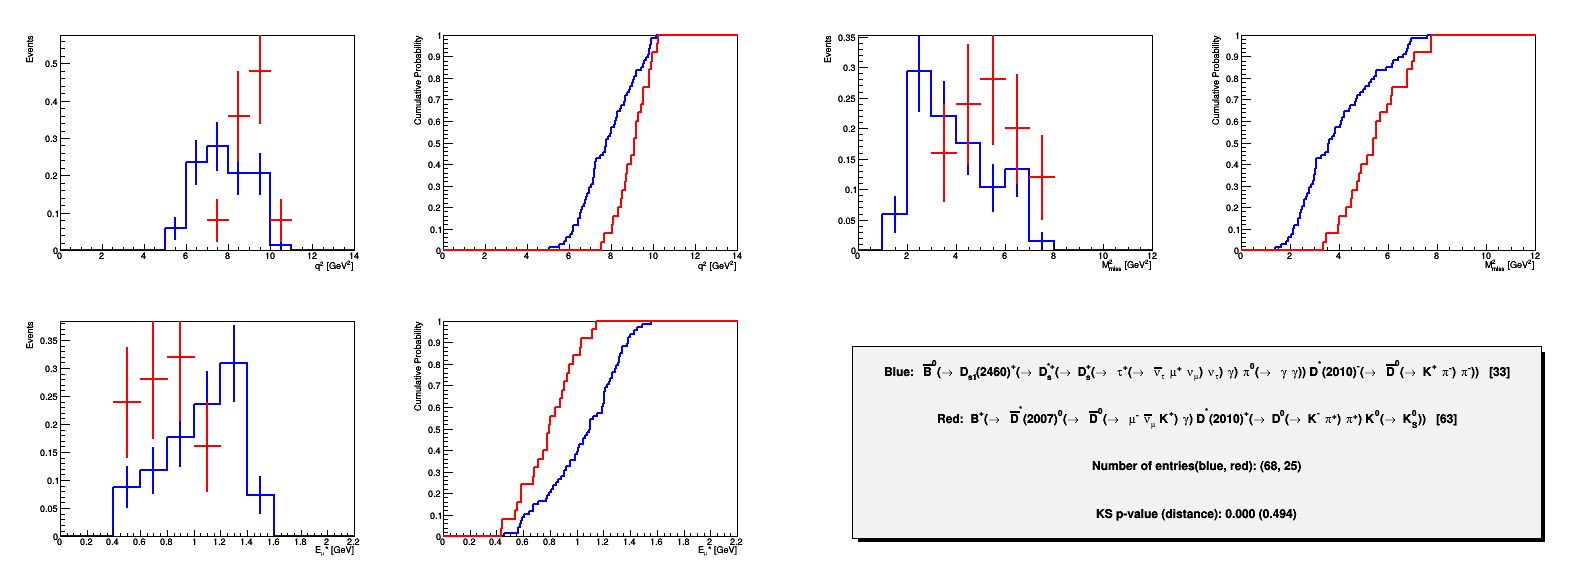 Events
0.5
0.4
0.3
0.2
0.1
0
0 2 4 6 8 10 12 14
q² [GeV²]
Cumulative Probability
1
0.9
0.8
0.7
0.6
0.5
0.4
0.3
0.2
0.1
0
0 2 4 6 8 10 12 14
q² [GeV²]
Events
0.35
0.3
0.25
0.2
0.15
0.1
0.05
0
0 2 4 6 8 10 12
M²miss [GeV²]
Cumulative Probability
1
0.9
0.8
0.7
0.6
0.5
0.4
0.3
0.2
0.1
0
0 2 4 6 8 10 12
M²miss [GeV²]
Events
0.35
0.3
0.25
0.2
0.15
0.1
0.05
0
0 0.2 0.4 0.6 0.8 1 1.2 1.4 1.6 1.8 2 2.2
Eμ* [GeV]
Cumulative Probability
1
0.9
0.8
0.7
0.6
0.5
0.4
0.3
0.2
0.1
0
0 0.2 0.4 0.6 0.8 1 1.2 1.4 1.6 1.8 2 2.2
Eμ* [GeV]
Blue: B̅⁰(→ Ds1(2460)⁺(→ Ds*⁺(→ Ds⁺(→ τ⁺(→ ν̅τ μ⁺ νμ) ντ) γ) π⁰(→ γ γ)) D*(2010)⁻(→ D̅⁰(→ K⁺ π⁻) π⁻)) [33]
Red: B⁺(→ D̅*(2007)⁰(→ D̅⁰(→ μ⁻ ν̅μ K⁺) γ) D*(2010)⁺(→ D⁰(→ K⁻ π⁺) π⁺) K⁰(→ K⁰S)) [63]
Number of entries(blue, red): (68, 25)
KS p-value (distance): 0.000 (0.494)